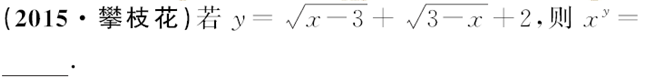 (2015·攀枝花)若 y = √(x−3) + √(3−x) + 2,则 x^y =
______.